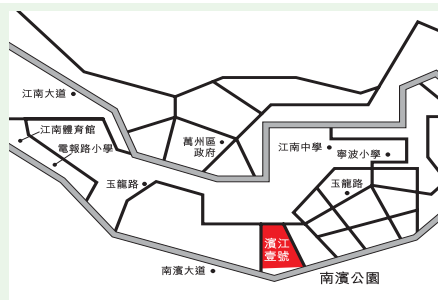 江南大道
江南體育館
電報路小學
萬州區
政府
江南中學
寧波小學
玉龍路
玉龍路
濱江
壹號
南濱大道
南濱公園